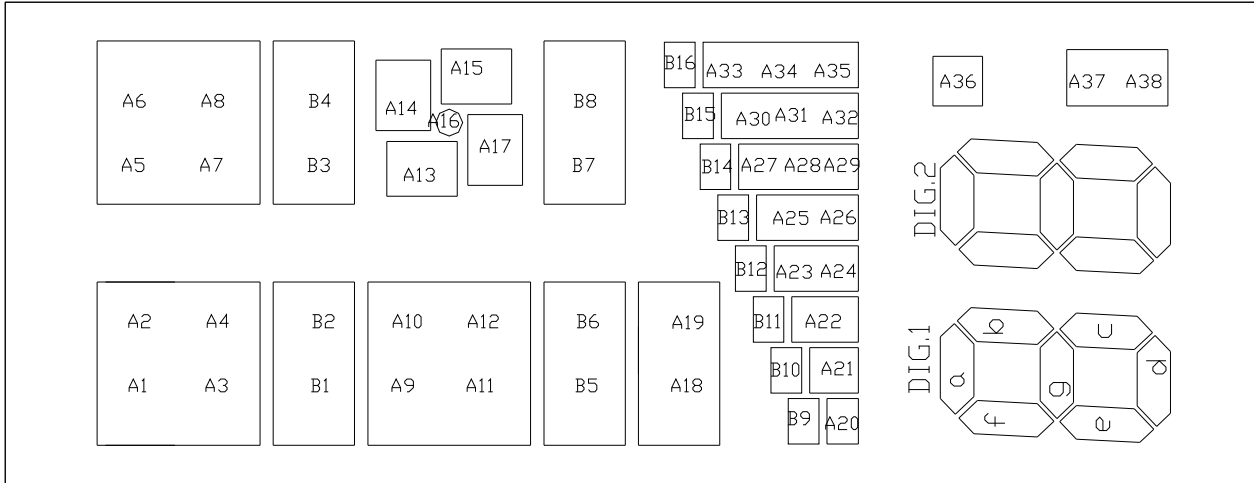 B16 A33 A34 A35
A36
A37 A38
A15
A6 A8 B4 A14 A16 B8
B15 A30 A31 A32
A5 A7 B3 A13 A17 B7
B14 A27 A28 A29
B13 A25 A26
DIG.2
B12 A23 A24
A2 A4 B2 A10 A12 B6 A19
B11 A22
A1 A3 B1 A9 A11 B5 A18
B10 A21
B9 A20
DIG.1
b c
a g d
f e